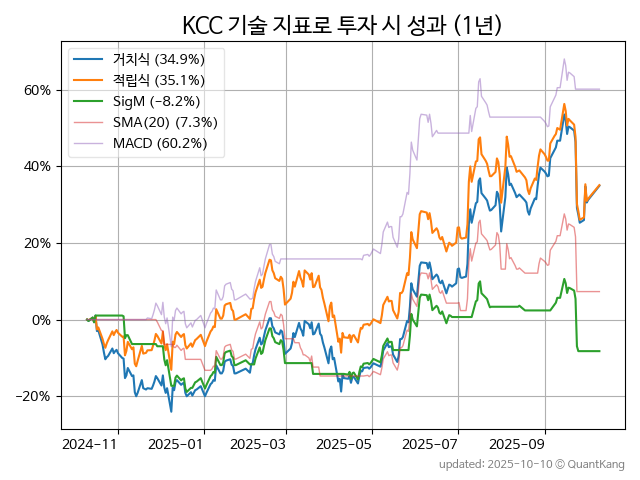 KCC 기술 지표로 투자 시 성과 (1년)
거치식 (34.9%)
적립식 (35.1%)
SigM (-8.2%)
SMA(20) (7.3%)
MACD (60.2%)
60%
40%
20%
0%
−20%
2024-11 2025-01 2025-03 2025-05 2025-07 2025-09
updated: 2025-10-10 © QuantKang